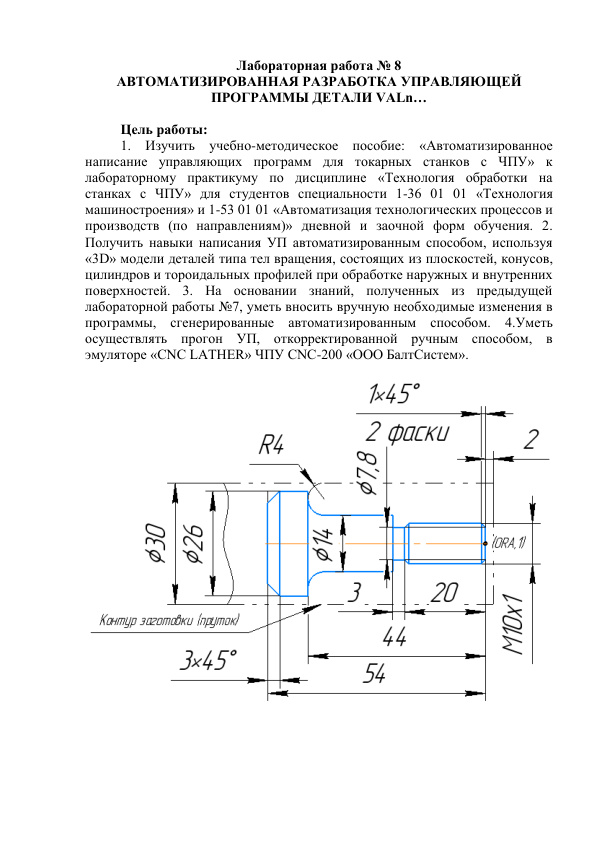 Лабораторная работа № 8
АВТОМАТИЗИРОВАННАЯ РАЗРАБОТКА УПРАВЛЯЮЩЕЙ
ПРОГРАММЫ ДЕТАЛИ VALn…
Цель работы:
1. Изучить учебно-методическое пособие: «Автоматизированное
написание управляющих программ для токарных станков с ЧПУ» к
лабораторному практикуму по дисциплине «Технология обработки на
станках с ЧПУ» для студентов специальности 1-36 01 01 «Технология
машиностроения» и 1-53 01 01 «Автоматизация технологических процессов и
производств (по направлениям)» дневной и заочной форм обучения. 2.
Получить навыки написания УП автоматизированным способом, используя
«3D» модели деталей типа тел вращения, состоящих из плоскостей, конусов,
цилиндров и тороидальных профилей при обработке наружных и внутренних
поверхностей. 3. На основании знаний, полученных из предыдущей
лабораторной работы №7, уметь вносить вручную необходимые изменения в
программы, сгенерированные автоматизированным способом. 4.Уметь
осуществлять прогон УП, откорректированной ручным способом, в
эмуляторе «CNC LATHER» ЧПУ CNC-200 «ООО БалтСистем».
1×45°
2 фаски
2
R4
ϕ7,8
ϕ30
ϕ26
ϕ14
(ORA,1)
3
20
М10х1
Контур заготовки (пруток)
44
3×45°
54